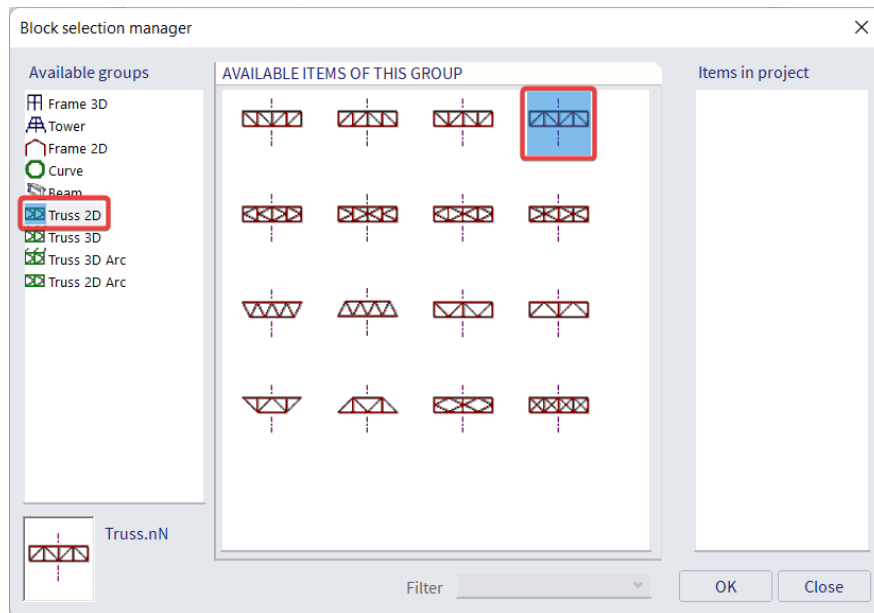 Block selection manager
Available groups
AVAILABLE ITEMS OF THIS GROUP
Items in project
Frame 3D
Tower
Frame 2D
Curve
Beam
Truss 2D
Truss 3D
Truss 3D Arc
Truss 2D Arc
Truss.nN
Filter
OK
Close